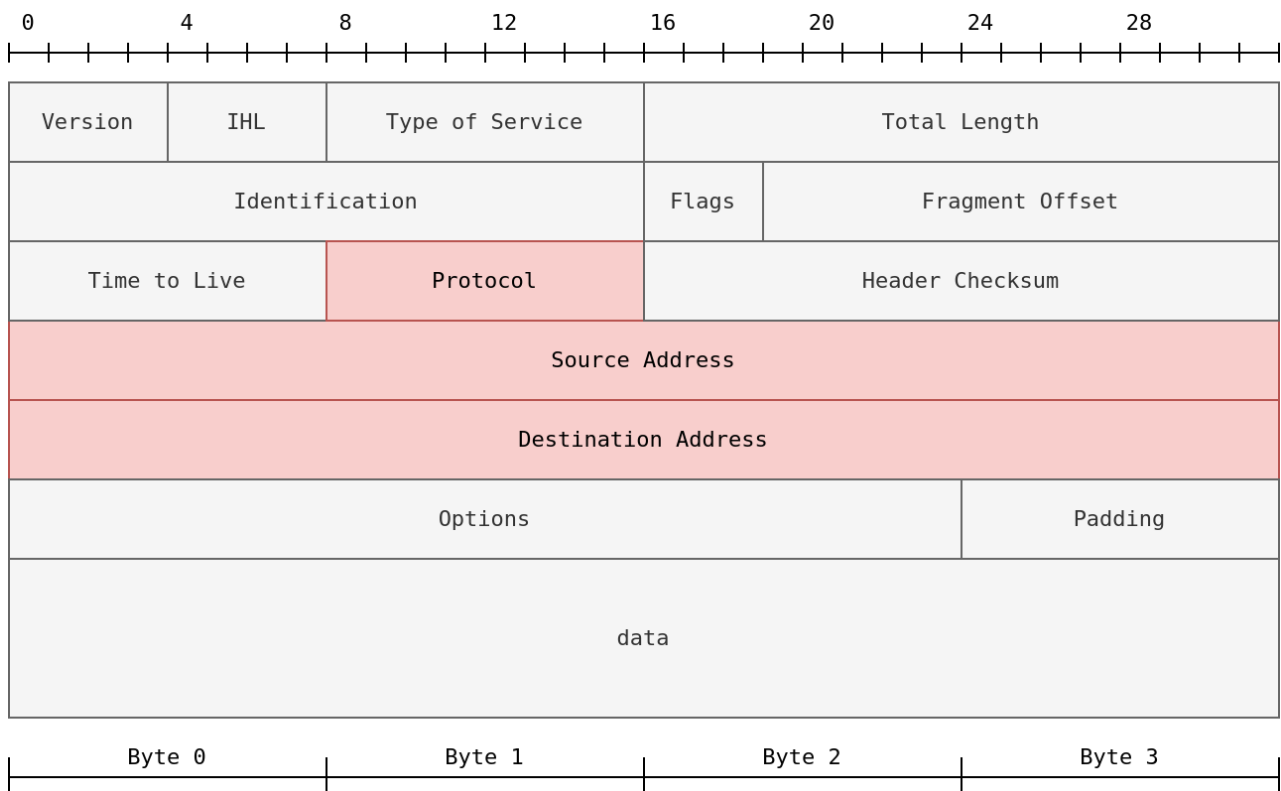 0 4 8 12 16 20 24 28
Version IHL Type of Service Total Length
Identification Flags Fragment Offset
Time to Live Protocol Header Checksum
Source Address
Destination Address
Options Padding
data
Byte 0 Byte 1 Byte 2 Byte 3